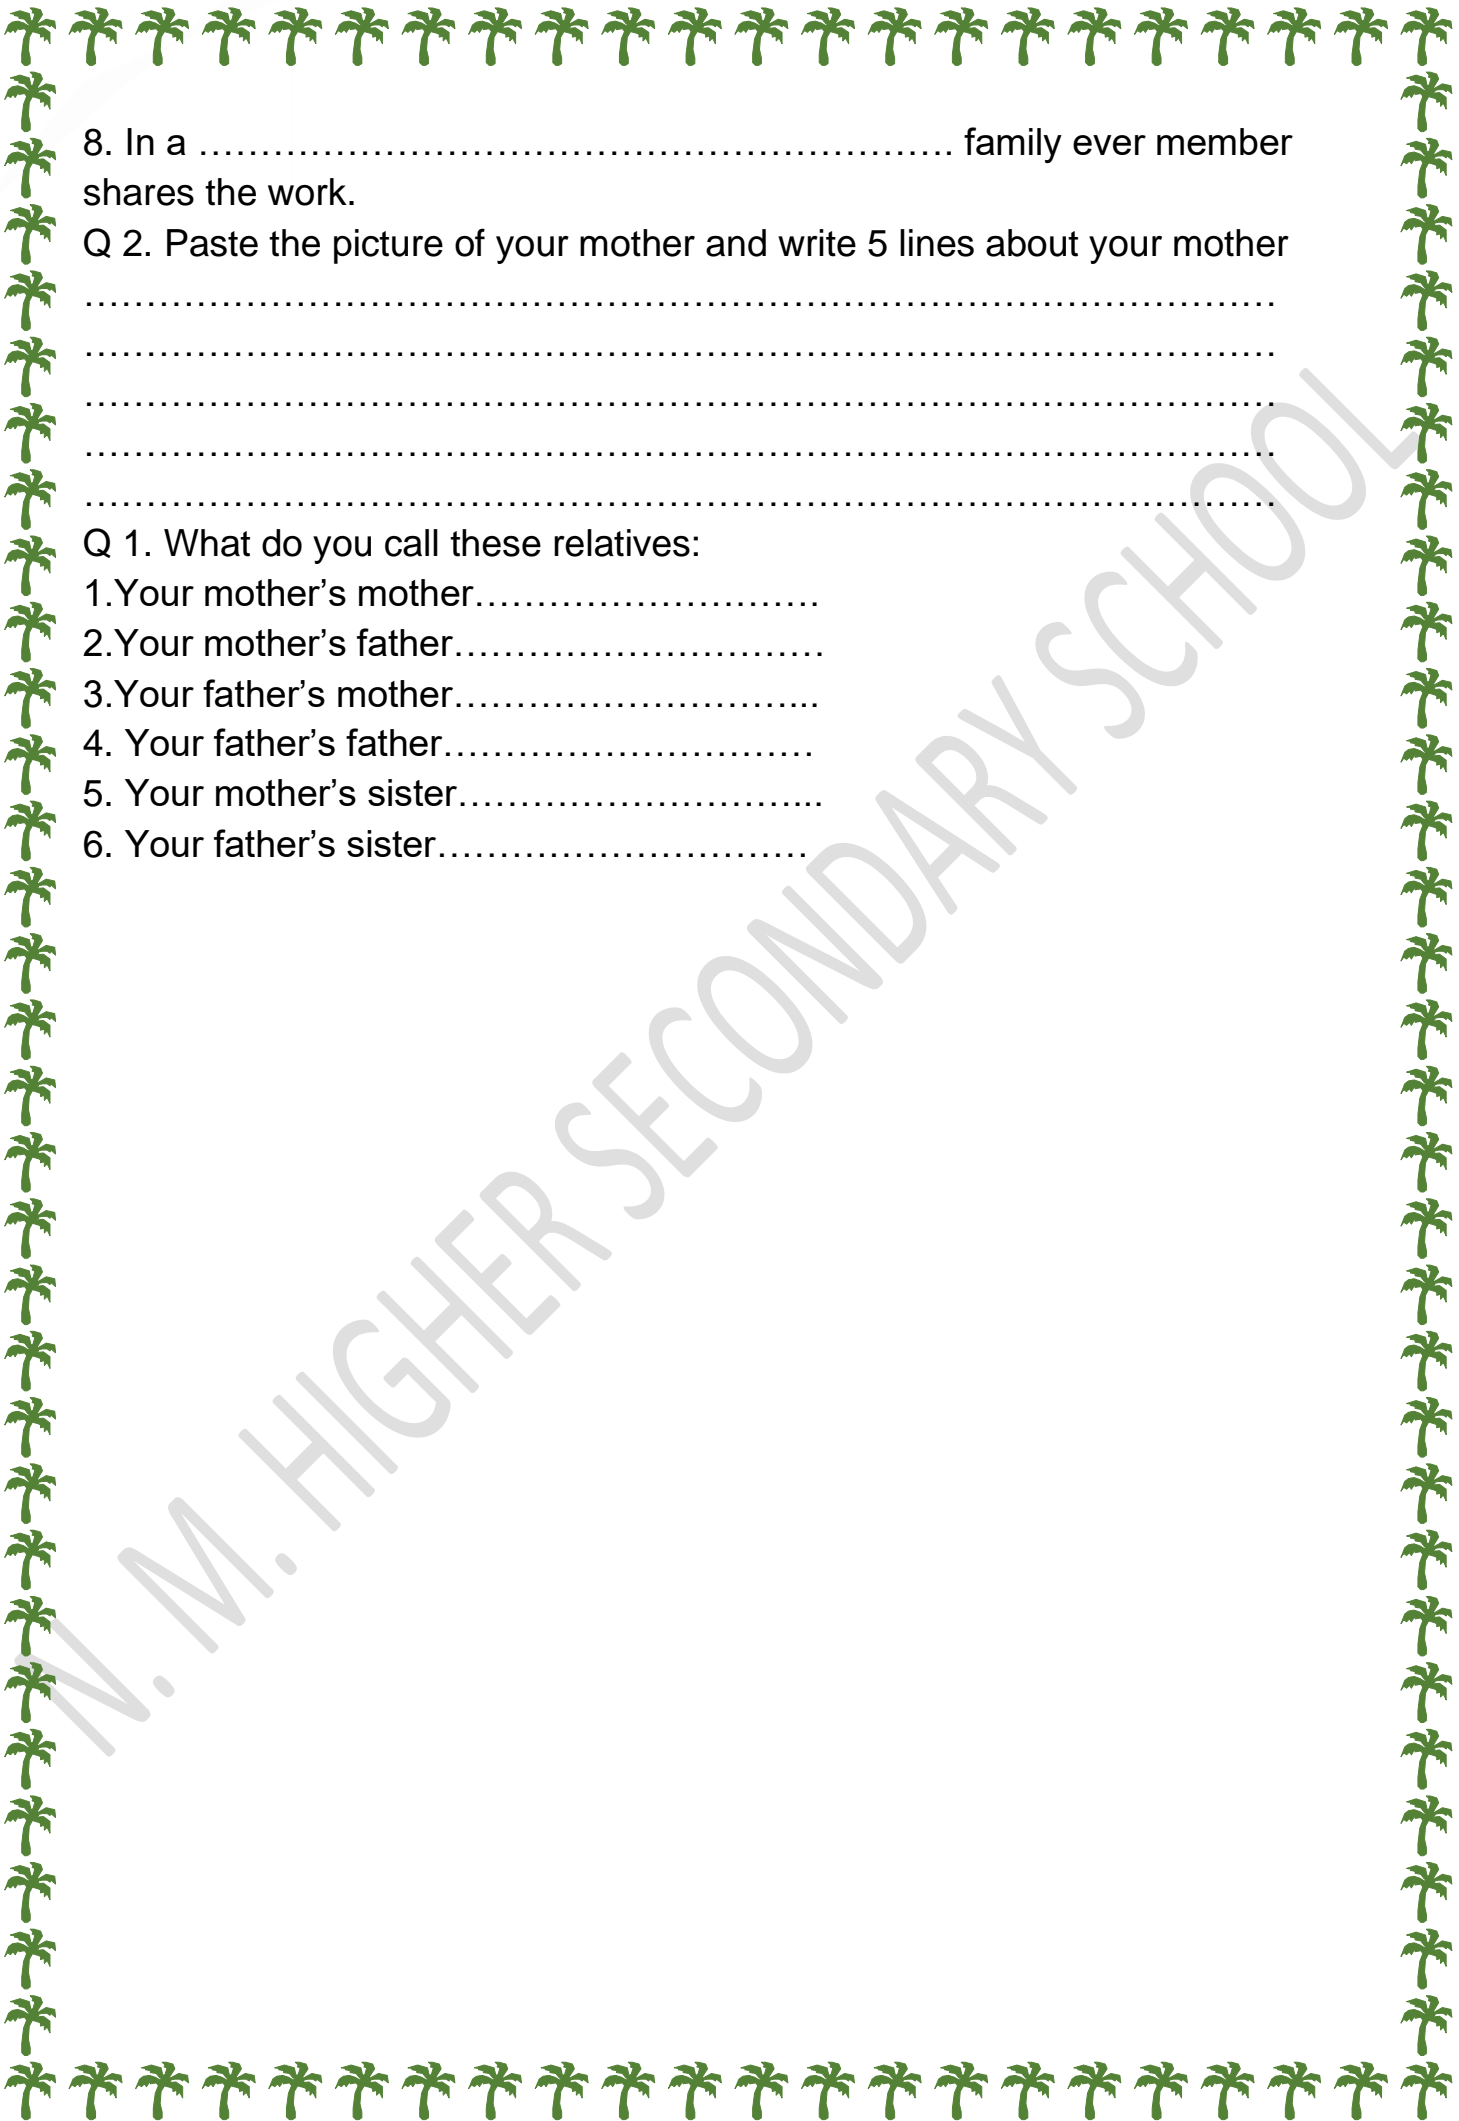 8. In a …………………………………………………………. family ever member
shares the work.
Q 2. Paste the picture of your mother and write 5 lines about your mother
……………………………………………………………………………………………
……………………………………………………………………………………………
……………………………………………………………………………………………
……………………………………………………………………………………………
……………………………………………………………………………………………
Q 1. What do you call these relatives:
1.Your mother’s mother……………………….
2.Your mother’s father…………………………
3.Your father’s mother………………………...
4. Your father’s father…………………………
5. Your mother’s sister………………………...
6. Your father’s sister…………………………
N. M. HIGHER SECONDARY SCHOOL